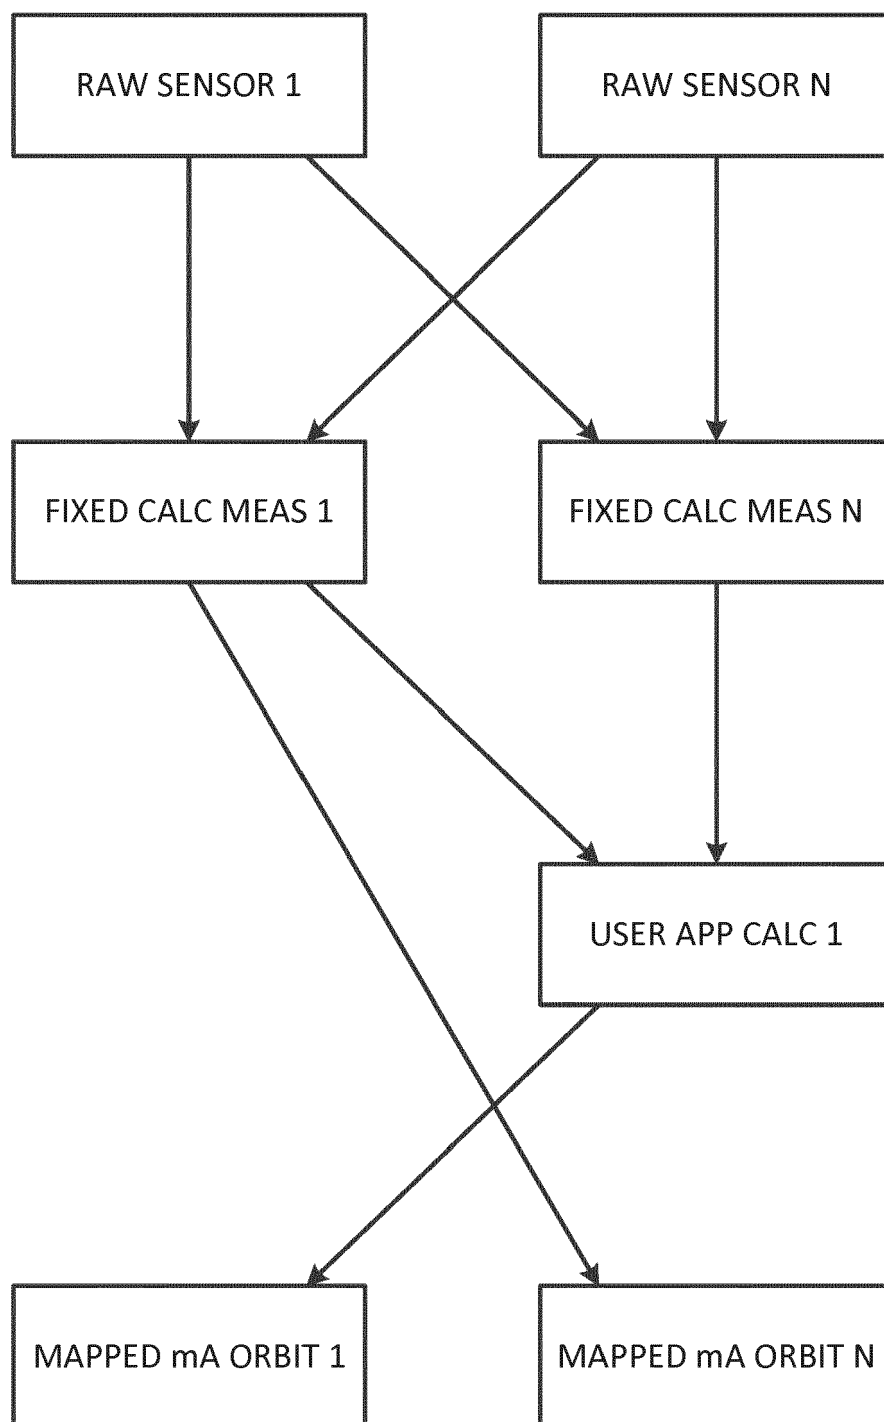 RAW SENSOR 1
RAW SENSOR N
FIXED CALC MEAS 1
FIXED CALC MEAS N
USER APP CALC 1
MAPPED mA ORBIT 1
MAPPED mA ORBIT N